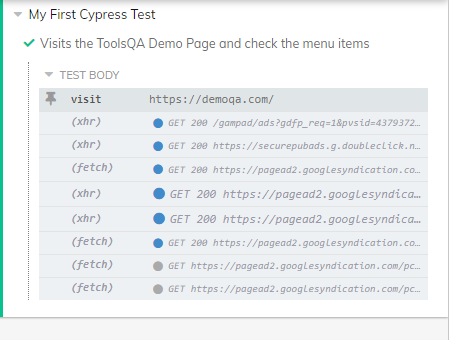 My First Cypress Test
Visits the ToolsQA Demo Page and check the menu items
TEST BODY
visit https://demoqa.com/
(xhr) GET 200 /gampad/ads?gdfp_req=1&pvsid=4379372...
(xhr) GET 200 https://securepubads.g.doubleclick.n...
(fetch) GET 200 https://pagead2.googlesyndication.co...
(xhr) GET 200 https://pagead2.googlesyndica...
(xhr) GET 200 https://pagead2.googlesyndica...
(fetch) GET 200 https://pagead2.googlesyndication.co...
(fetch) GET https://pagead2.googlesyndication.com/pc...
(fetch) GET https://pagead2.googlesyndication.com/pc...